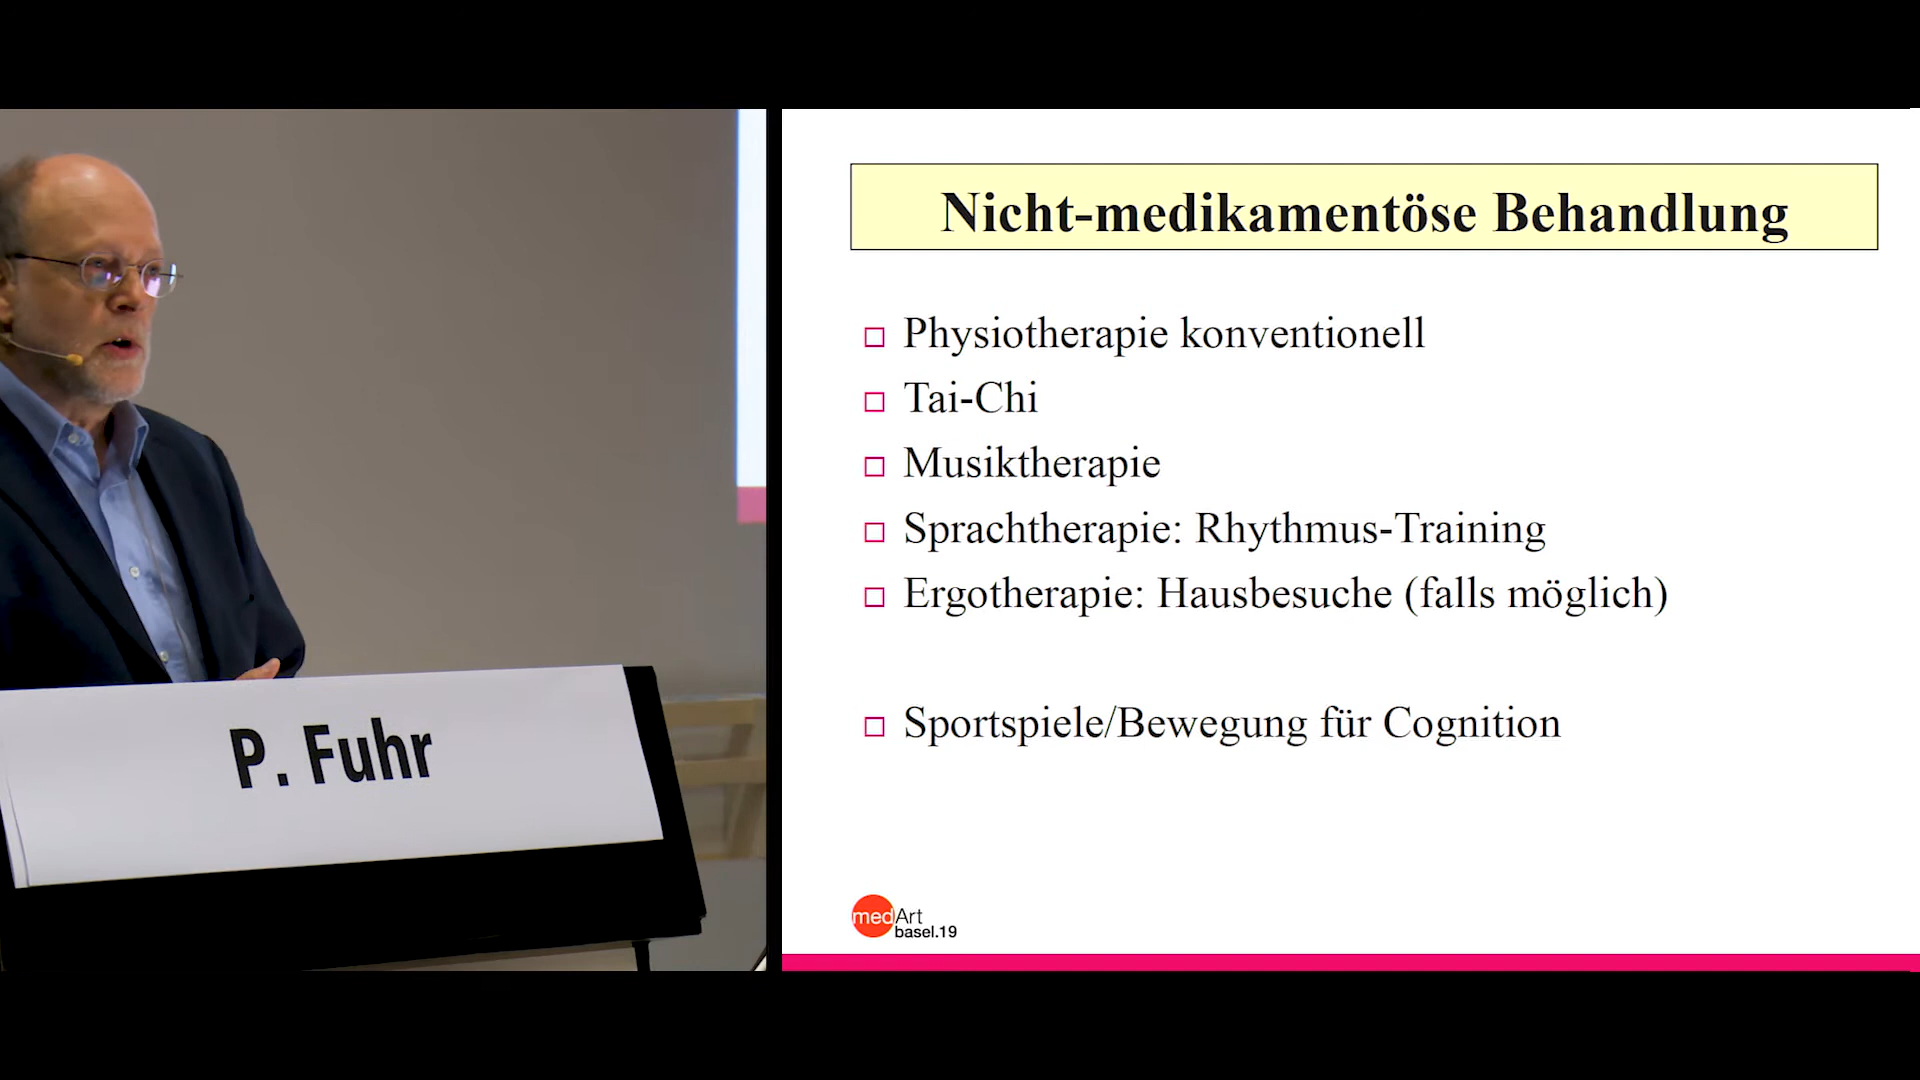 P. Fuhr
Nicht-medikamentöse Behandlung
Physiotherapie konventionell
Tai-Chi
Musiktherapie
Sprachtherapie: Rhythmus-Training
Ergotherapie: Hausbesuche (falls möglich)
Sportspiele/Bewegung für Cognition
medArt
basel.19